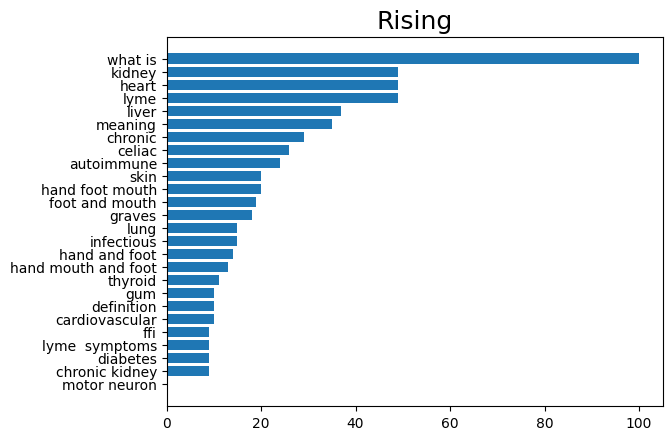 Rising
what is
kidney
heart
lyme
liver
meaning
chronic
celiac
autoimmune
skin
hand foot mouth
foot and mouth
graves
lung
infectious
hand and foot
hand mouth and foot
thyroid
gum
definition
cardiovascular
ffi
lyme  symptoms
diabetes
chronic kidney
motor neuron
0 20 40 60 80 100